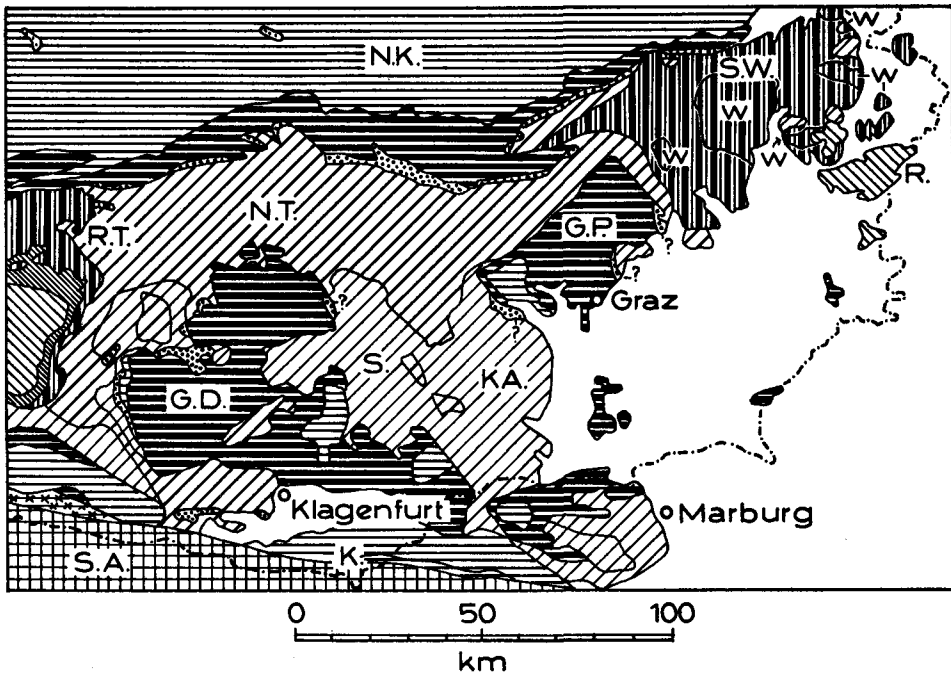 N.K.
S.W.
W
W
W
W
W
R.
N.T.
R.T.
G.P.
?
?
?
?
Graz
S.
KA.
G.D.
Klagenfurt
Marburg
K.
S.A.
0 50 100
km